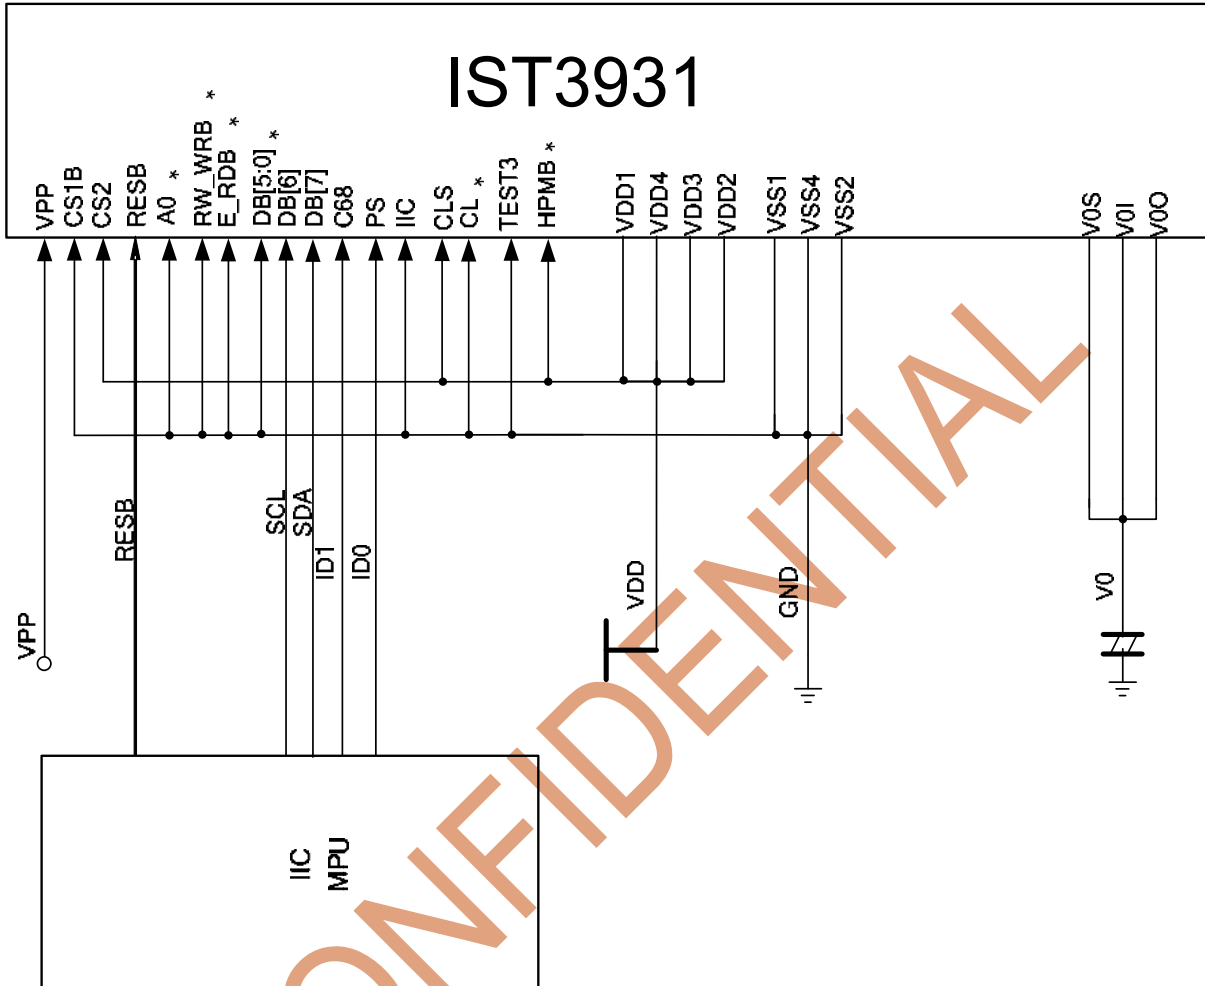 IST3931
VPP
CS1B
CS2
RESB
A0 *
RW_WRB *
E_RDB *
DB[5:0] *
DB[6]
DB[7]
C68
PS
IIC
CLS
CL *
TEST3
HPMB *
VDD1
VDD4
VDD3
VDD2
VSS1
VSS4
VSS2
V0S
V0I
V0O
VPP
RESB
SCL
SDA
ID1
ID0
VDD
GND
V0
IIC
MPU
ONFIDENTIAL